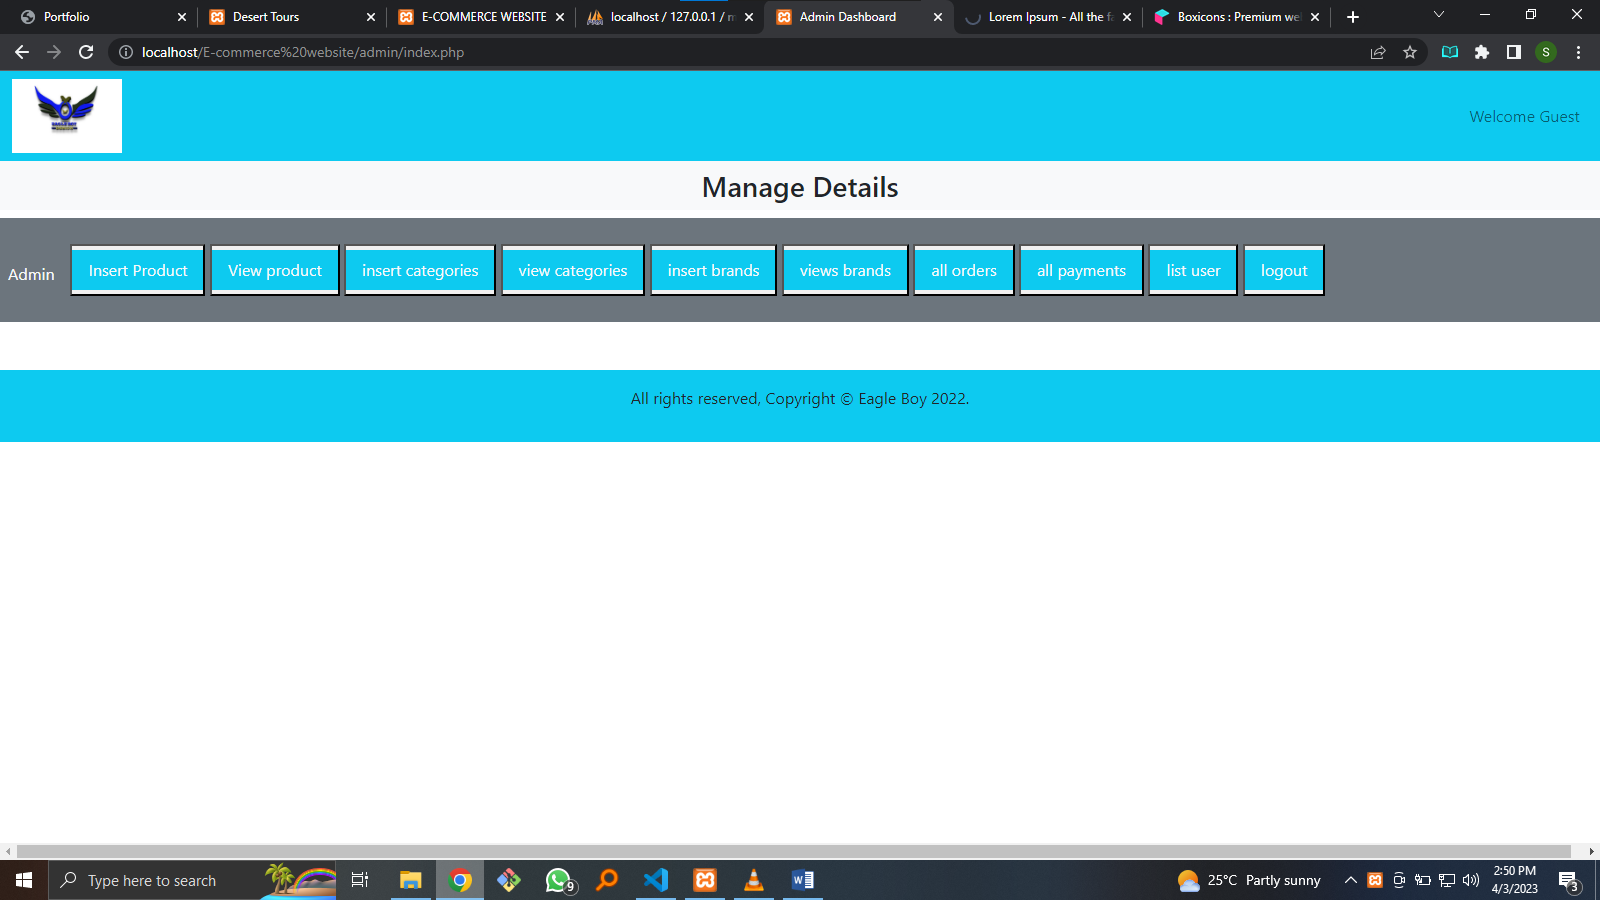 Portfolio
Desert Tours
E-COMMERCE WEBSITE
localhost / 127.0.0.1 / m
Admin Dashboard
Lorem Ipsum - All the fa
Boxicons : Premium we
localhost/E-commerce%20website/admin/index.php
S
Welcome Guest
Manage Details
Admin
Insert Product
View product
insert categories
view categories
insert brands
views brands
all orders
all payments
list user
logout
All rights reserved, Copyright © Eagle Boy 2022.
Type here to search
9
25°C Partly sunny
2:50 PM
4/3/2023
3